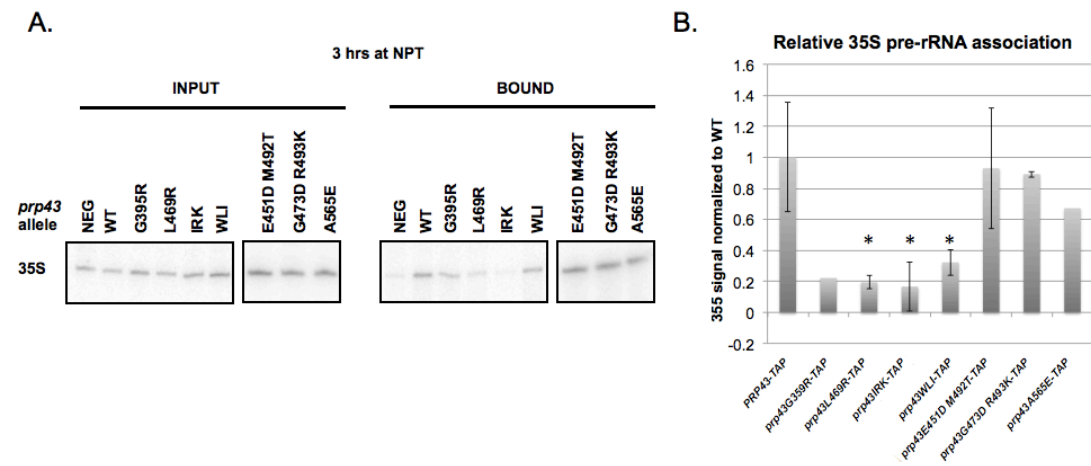 A.
3 hrs at NPT
INPUT
BOUND
prp43
allele
NEG
WT
G395R
L469R
IRK
WLI
E451D M492T
G473D R493K
A565E
NEG
WT
G395R
L469R
IRK
WLI
E451D M492T
G473D R493K
A565E
35S
B.
Relative 35S pre-rRNA association
35S signal normalized to WT
1.6
1.4
1.2
1
0.8
0.6
0.4
0.2
0
-0.2
* * *
PRP43-TAP
prp43G359R-TAP
prp43L469R-TAP
prp43IRK-TAP
prp43WLI-TAP
prp43E451D M492T-TAP
prp43G473D R493K-TAP
prp43A565E-TAP